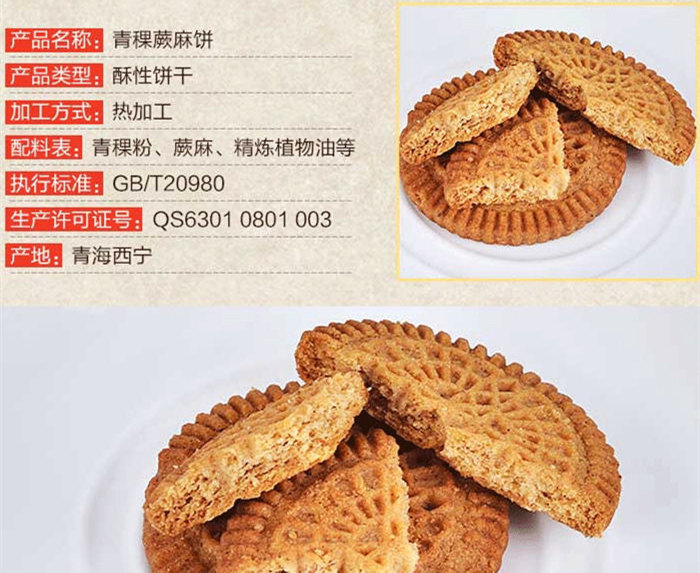 产品名称：青稞蕨麻饼
产品类型：酥性饼干
加工方式：热加工
配料表：青稞粉、蕨麻、精炼植物油等
执行标准：GB/T20980
生产许可证号：QS6301 0801 003
产地：青海西宁